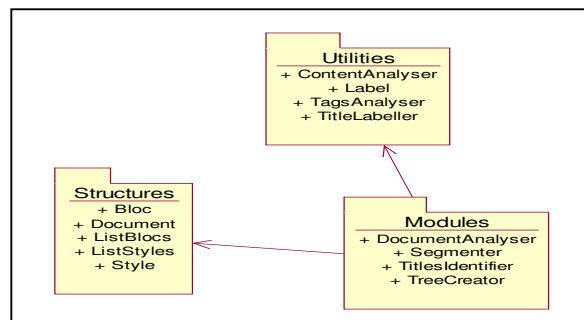 Utilities
+ ContentAnalyser
+ Label
+ TagsAnalyser
+ TitleLabeller
Structures
+ Bloc
+ Document
+ ListBlocs
+ ListStyles
+ Style
Modules
+ DocumentAnalyser
+ Segmenter
+ TitlesIdentifier
+ TreeCreator